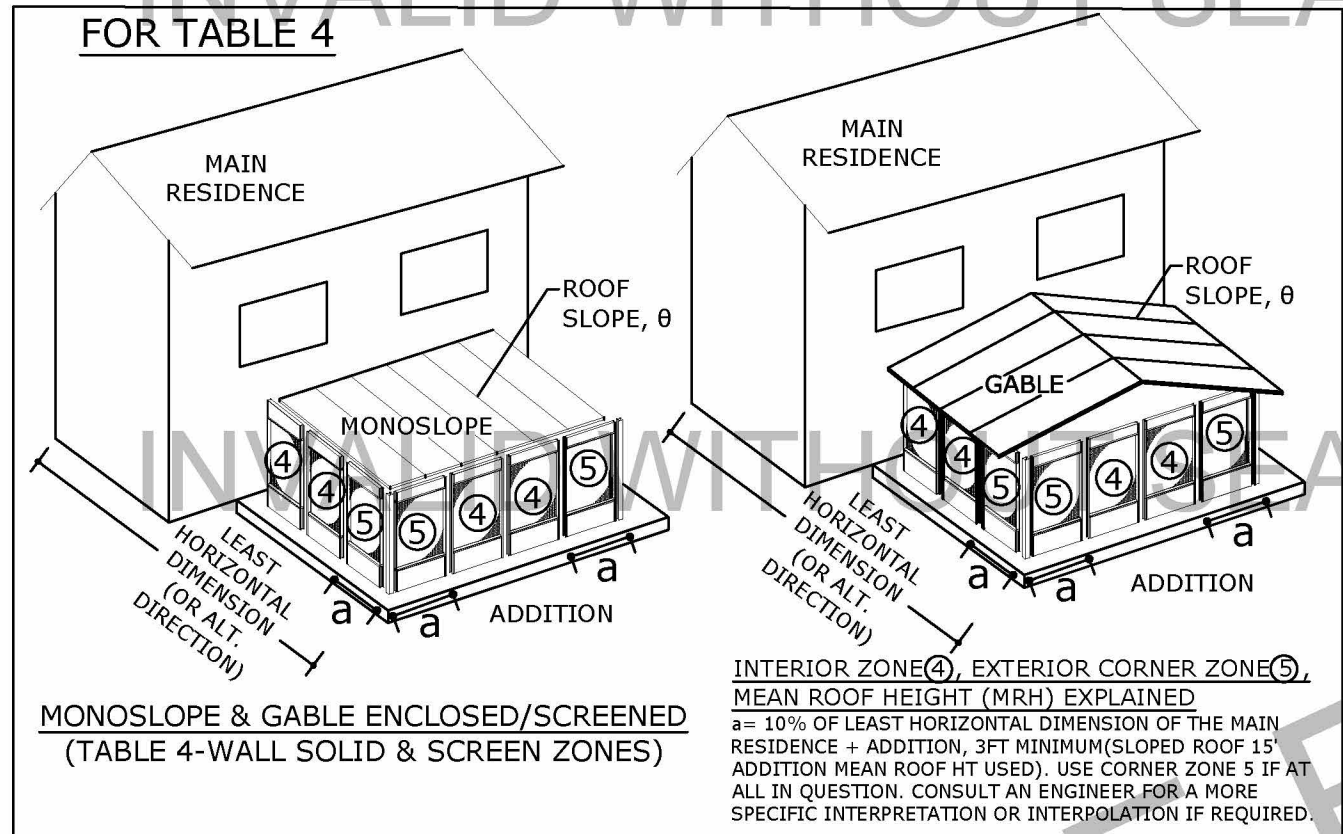 INVALID WITHOUT SEA
FOR TABLE 4
MAIN
RESIDENCE
ROOF
SLOPE, θ
MONOSLOPE
4
4
5
5
4
4
5
LEAST
HORIZONTAL
DIMENSION
(OR ALT.
DIRECTION)
a
a
a
ADDITION
MONOSLOPE & GABLE ENCLOSED/SCREENED
(TABLE 4-WALL SOLID & SCREEN ZONES)
MAIN
RESIDENCE
ROOF
SLOPE, θ
GABLE
4
4
5
5
4
4
5
INVALID WITHOUT SEA
LEAST
HORIZONTAL
DIMENSION
(OR ALT.
DIRECTION)
a
a
a
ADDITION
INTERIOR ZONE④, EXTERIOR CORNER ZONE⑤,
MEAN ROOF HEIGHT (MRH) EXPLAINED
a= 10% OF LEAST HORIZONTAL DIMENSION OF THE MAIN
RESIDENCE + ADDITION, 3FT MINIMUM(SLOPED ROOF 15'
ADDITION MEAN ROOF HT USED). USE CORNER ZONE 5 IF AT
ALL IN QUESTION. CONSULT AN ENGINEER FOR A MORE
SPECIFIC INTERPRETATION OR INTERPOLATION IF REQUIRED.